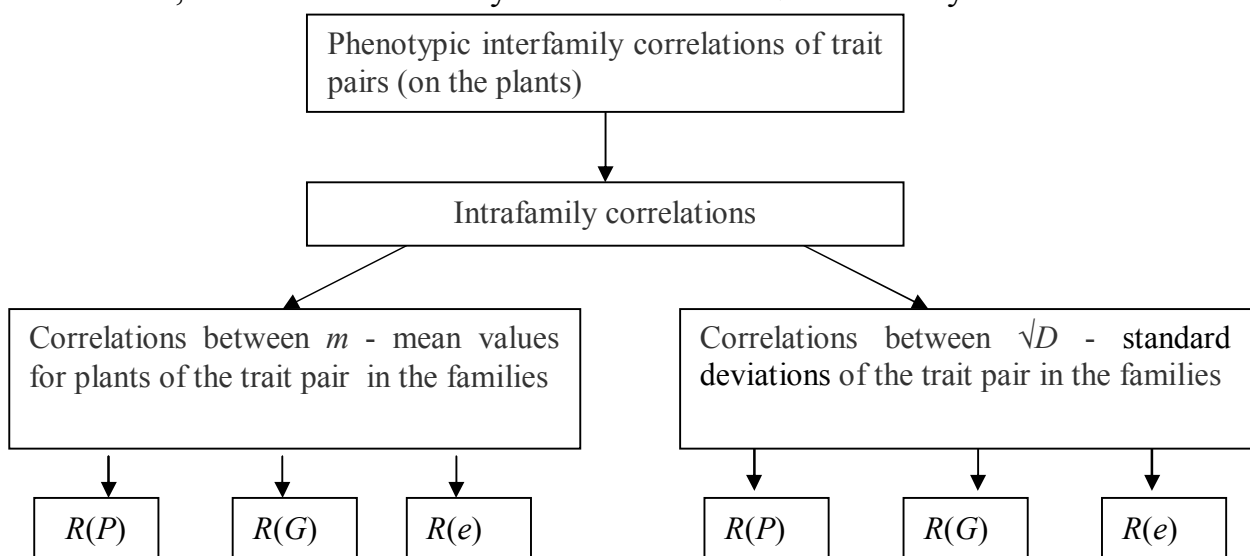 Phenotypic interfamily correlations of trait
pairs (on the plants)
Intrafamily correlations
Correlations between m - mean values
for plants of the trait pair in the families
Correlations between √D - standard
deviations of the trait pair in the families
R(P) R(G) R(e) R(P) R(G) R(e)